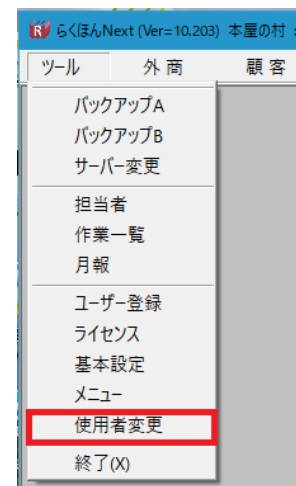 らくほんNext (Ver=10.203) 本屋の村 :
ツール 外 商 顧 客
バックアップA
バックアップB
サーバー変更
担当者
作業一覧
月報
ユーザー登録
ライセンス
基本設定
メニュー
使用者変更
終了(X)